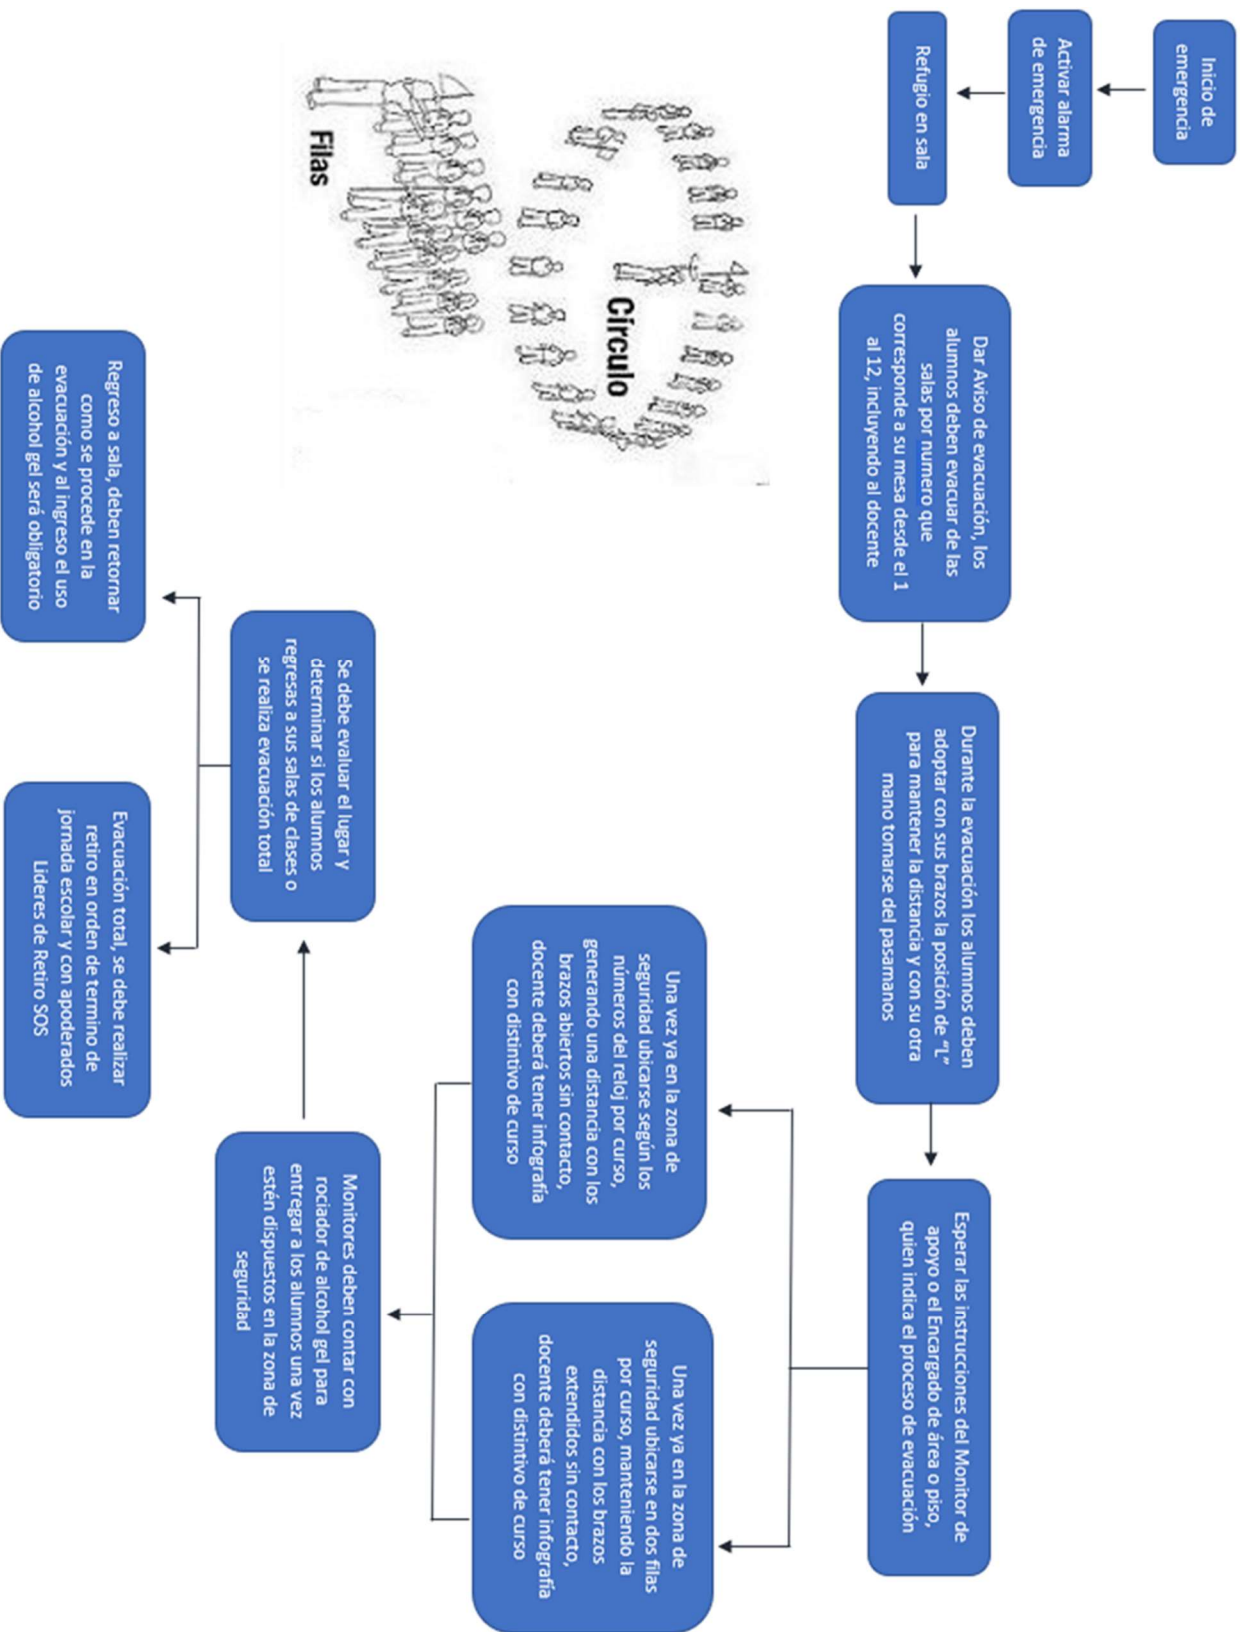 Inicio de
emergencia
Activar alarma
de emergencia
Refugio en sala
Dar Aviso de evacuación, los
alumnos deben evacuar de las
salas por numero que
corresponde a su mesa desde el 1
al 12, incluyendo al docente
Durante la evacuación los alumnos deben
adoptar con sus brazos la posición de “L”
para mantener la distancia y con su otra
mano tomarse del pasamanos
Esperar las instrucciones del Monitor de
apoyo o el Encargado de área o piso,
quien indica el proceso de evacuación
Una vez ya en la zona de
seguridad ubicarse según los
números del reloj por curso,
generando una distancia con los
brazos abiertos sin contacto,
docente deberá tener infografía
con distintivo de curso
Una vez ya en la zona de
seguridad ubicarse en dos filas
por curso, manteniendo la
distancia con los brazos
extendidos sin contacto,
docente deberá tener infografía
con distintivo de curso
Monitores deben contar con
rociador de alcohol gel para
entregar a los alumnos una vez
estén dispuestos en la zona de
seguridad
Se debe evaluar el lugar y
determinar si los alumnos
regresas a sus salas de clases o
se realiza evacuación total
Regreso a sala, deben retornar
como se procede en la
evacuación y al ingreso el uso
de alcohol gel será obligatorio
Evacuación total, se debe realizar
retiro en orden de termino de
jornada escolar y con apoderados
Lideres de Retiro SOS
Círculo
Filas